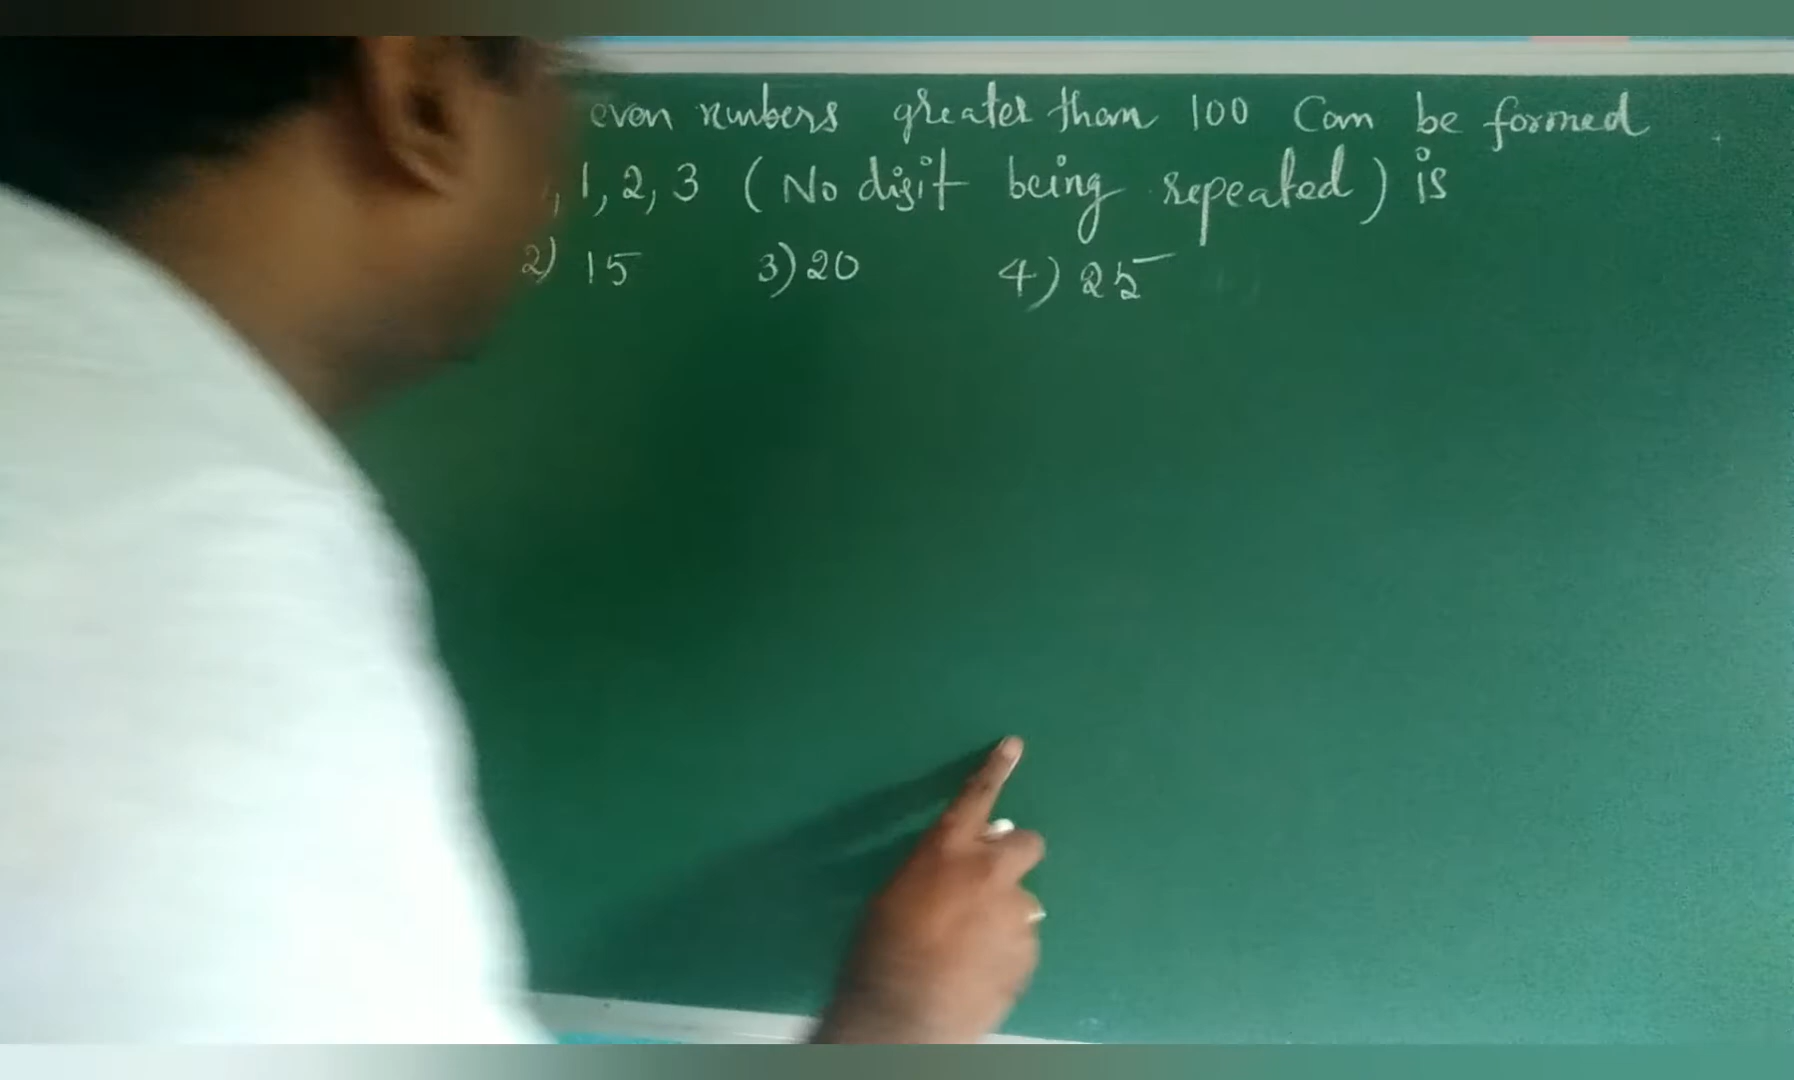 even numbers greater than 100 can be formed
, 1, 2, 3 ( No digit being repeated ) is
2) 15 3) 20 4) 25